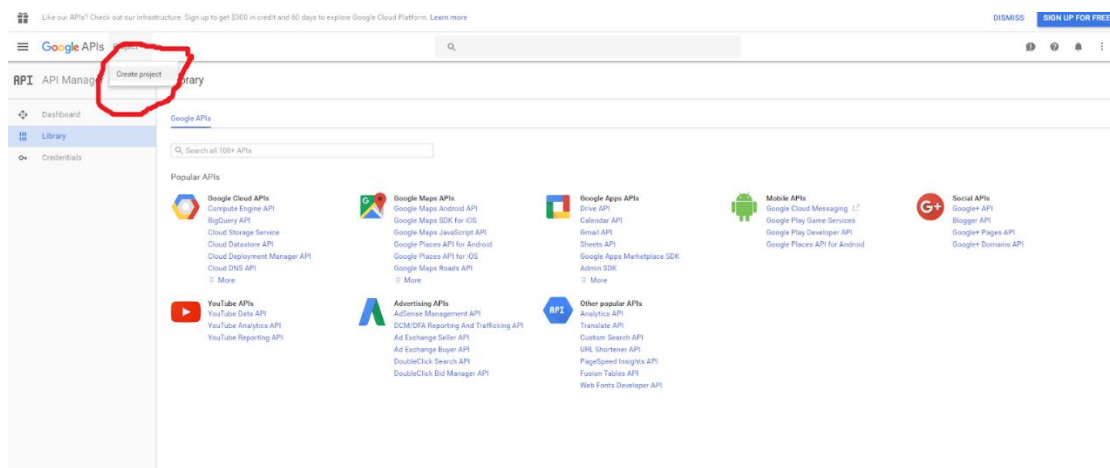 Like our APIs? Check out our infrastructure. Sign up to get $300 in credit and 60 days to explore Google Cloud Platform. Learn more
DISMISS
SIGN UP FOR FREE
Google APIs
Project
API API Manager
Create project
Library
Dashboard
Library
Credentials
Google APIs
Search all 100+ APIs
Popular APIs
Google Cloud APIs
Compute Engine API
BigQuery API
Cloud Storage Service
Cloud Datastore API
Cloud Deployment Manager API
Cloud DNS API
More
Google Maps APIs
Google Maps Android API
Google Maps SDK for iOS
Google Maps JavaScript API
Google Places API for Android
Google Places API for iOS
Google Maps Roads API
More
Google Apps APIs
Drive API
Calendar API
Gmail API
Sheets API
Google Apps Marketplace SDK
Admin SDK
More
Mobile APIs
Google Cloud Messaging
Google Play Game Services
Google Play Developer API
Google Places API for Android
G+
Social APIs
Google+ API
Blogger API
Google+ Pages API
Google+ Domains API
YouTube APIs
YouTube Data API
YouTube Analytics API
YouTube Reporting API
Advertising APIs
AdSense Management API
DCM/DFA Reporting And Trafficking API
Ad Exchange Seller API
Ad Exchange Buyer API
DoubleClick Search API
DoubleClick Bid Manager API
API
Other popular APIs
Analytics API
Translate API
Custom Search API
URL Shortener API
PageSpeed Insights API
Fusion Tables API
Web Fonts Developer API